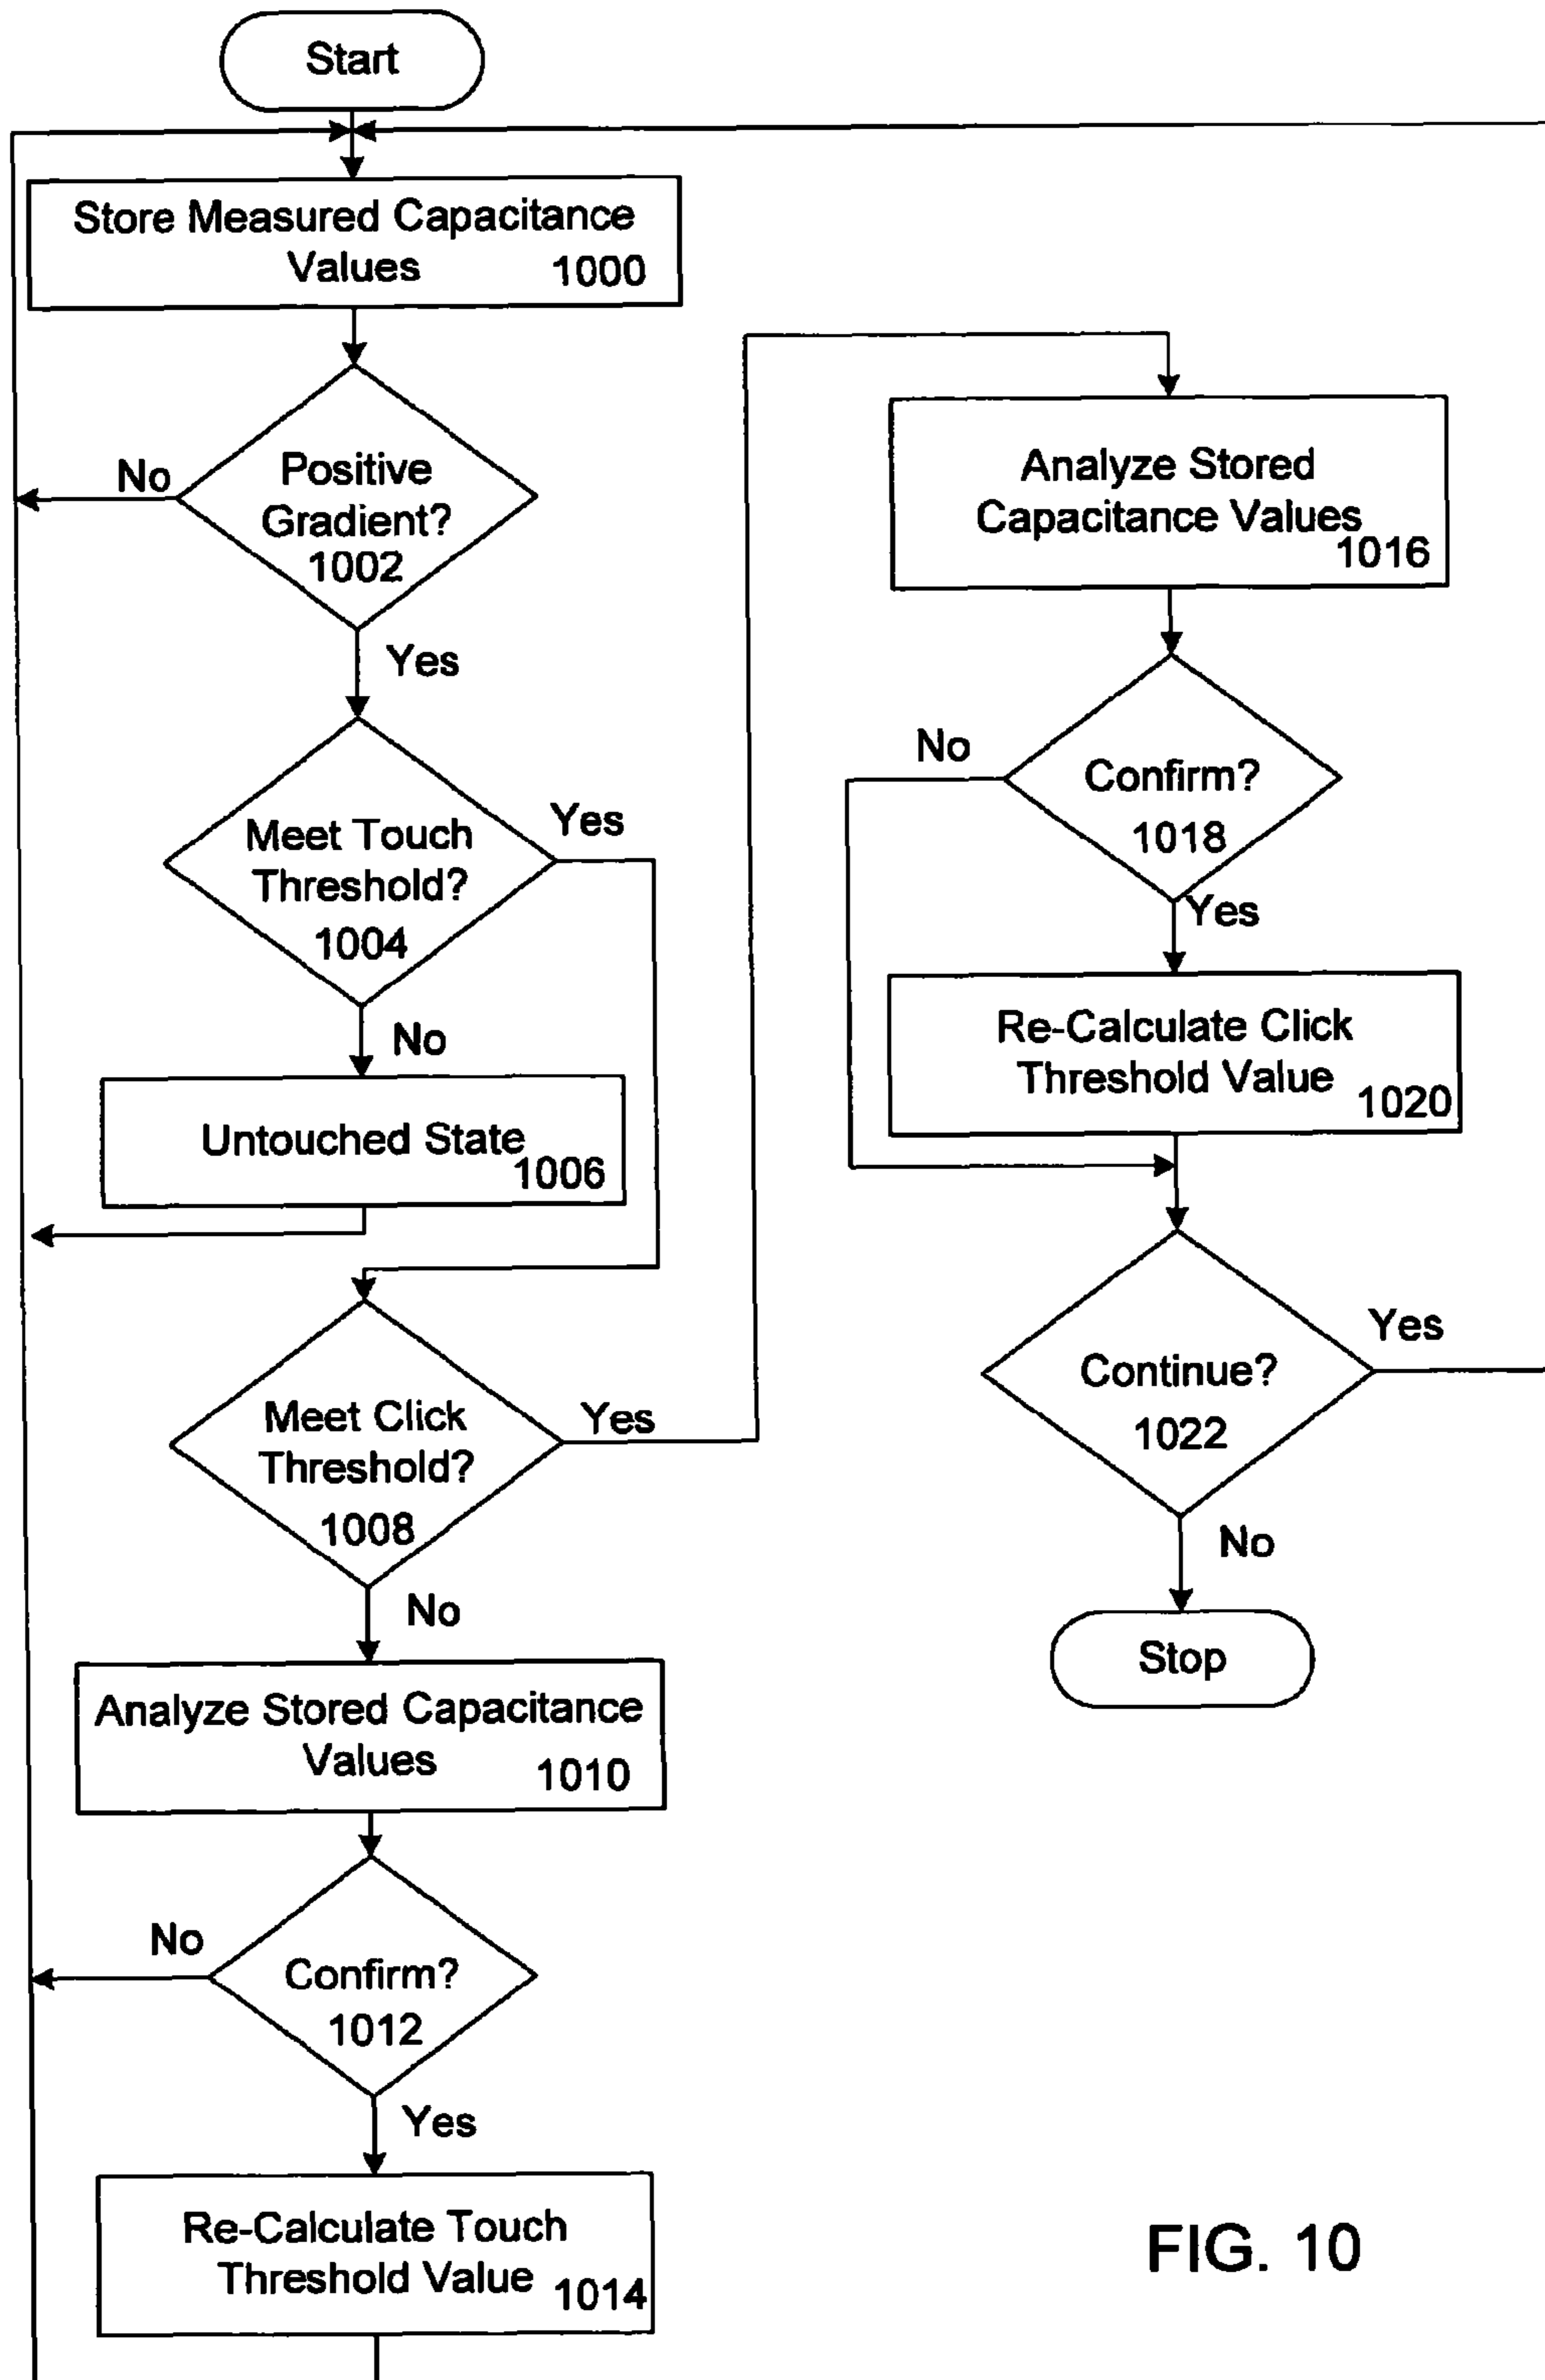 Start
Store Measured Capacitance
Values 1000
No
Positive
Gradient?
1002
Yes
Meet Touch
Threshold?
1004
Yes
No
Untouched State
1006
Meet Click
Threshold?
1008
Yes
No
Analyze Stored Capacitance
Values 1010
No
Confirm?
1012
Yes
Re-Calculate Touch
Threshold Value 1014
Analyze Stored
Capacitance Values
1016
No
Confirm?
1018
Yes
Re-Calculate Click
Threshold Value
1020
Continue?
1022
Yes
No
Stop
FIG. 10